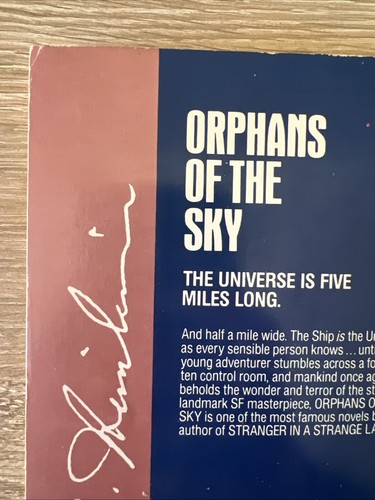 ORPHANS
OF THE
SKY
THE UNIVERSE IS FIVE
MILES LONG.
And half a mile wide. The Ship is the
as every sensible person knows...
young adventurer stumbles across a
ten control room, and mankind once
beholds the wonder and terror of the
landmark SF masterpiece, ORPHANS
SKY is one of the most famous novels
author of STRANGER IN A STRANGE